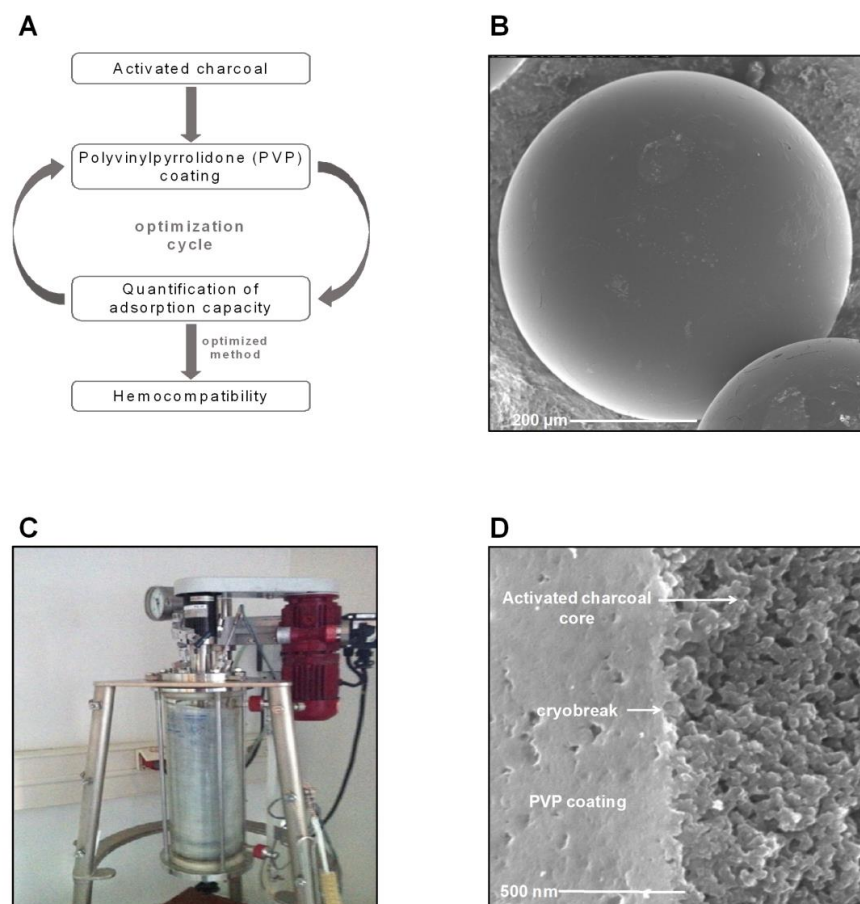 A
Activated charcoal
Polyvinylpyrrolidone (PVP)
coating
optimization
cycle
Quantification of
adsorption capacity
optimized
method
Hemocompatibility
B
200 µm
C
D
Activated charcoal
core
cryobreak
PVP coating
500 nm